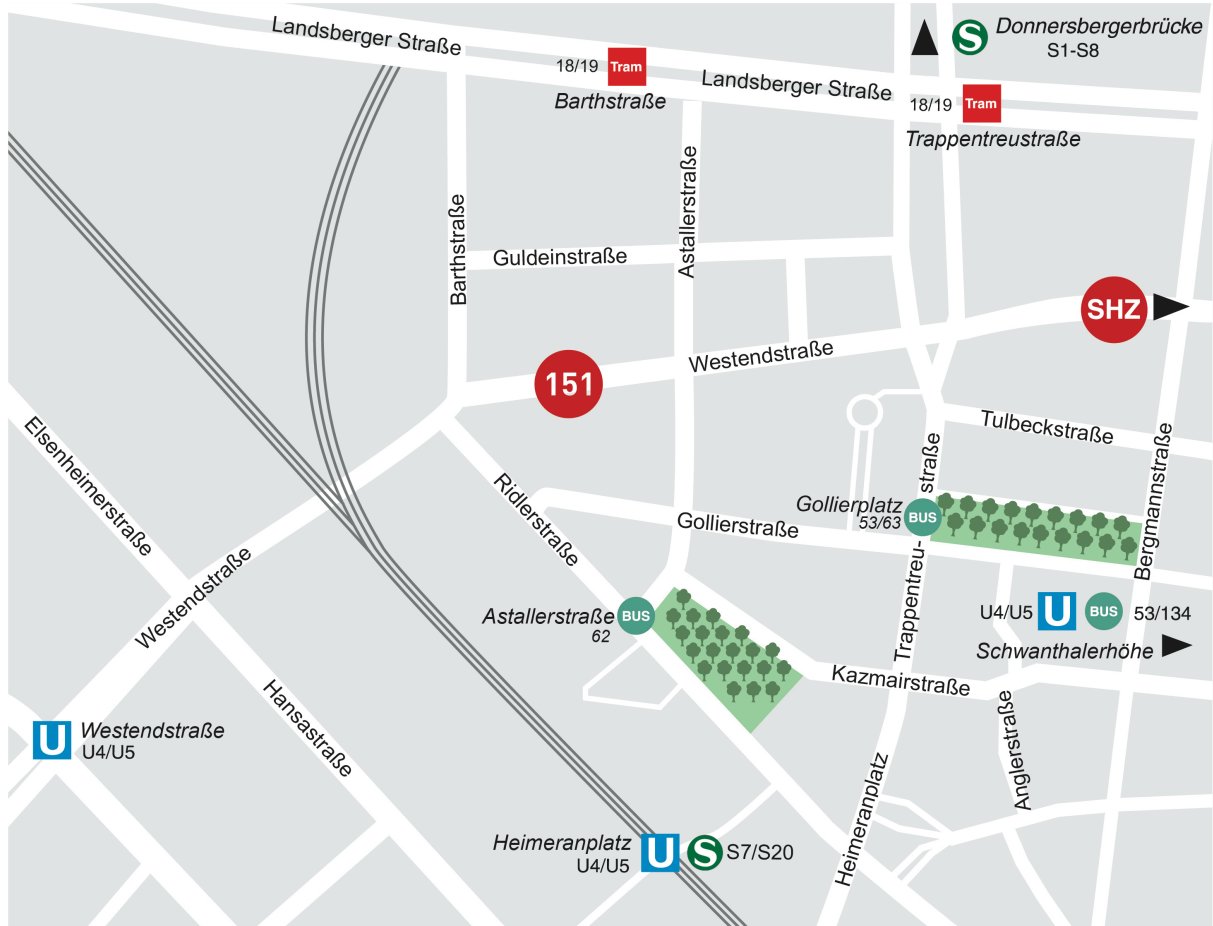 Landsberger Straße
S
Donnersbergerbrücke
S1-S8
18/19
Tram
Barthstraße
Landsberger Straße
18/19
Tram
Trappentreustraße
Barthstraße
Astallerstraße
Guldeinstraße
SHZ
Westendstraße
151
Elsenheimerstraße
Ridlerstraße
Tulbeckstraße
straße
Trappentreu-
Bergmannstraße
Gollierplatz
53/63
BUS
Gollierstraße
Westendstraße
Astallerstraße
62
BUS
U4/U5
U
BUS
53/134
Schwanthalerhöhe
Kazmairstraße
Hansastraße
Anglerstraße
U
Westendstraße
U4/U5
Heimeranplatz
Heimeranplatz
U4/U5
U
S
S7/S20